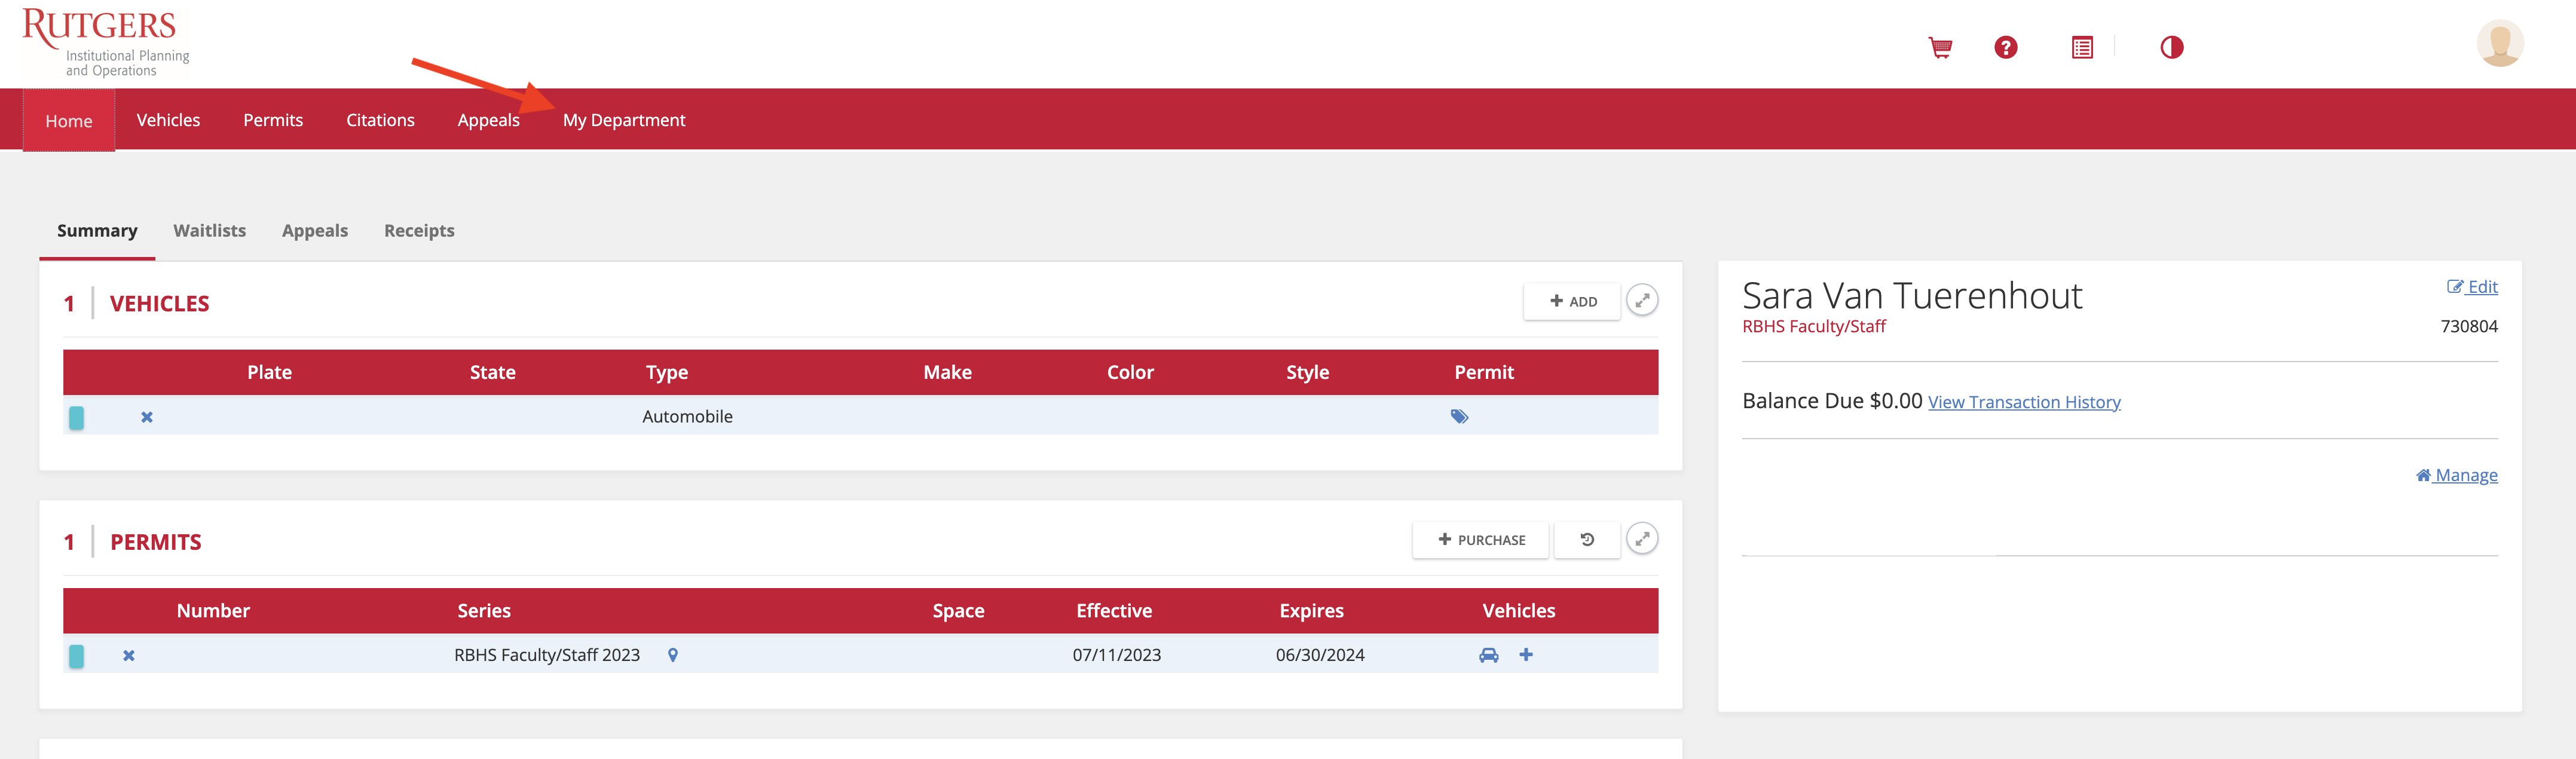 RUTGERS
Institutional Planning
and Operations
Home Vehicles Permits Citations Appeals My Department
Summary Waitlists Appeals Receipts
1 VEHICLES
ADD
Plate State Type Make Color Style Permit
Automobile
1 PERMITS
PURCHASE
Number Series Space Effective Expires Vehicles
RBHS Faculty/Staff 2023 07/11/2023 06/30/2024
Sara Van Tuerenhout
Edit
RBHS Faculty/Staff
730804
Balance Due $0.00 View Transaction History
Manage